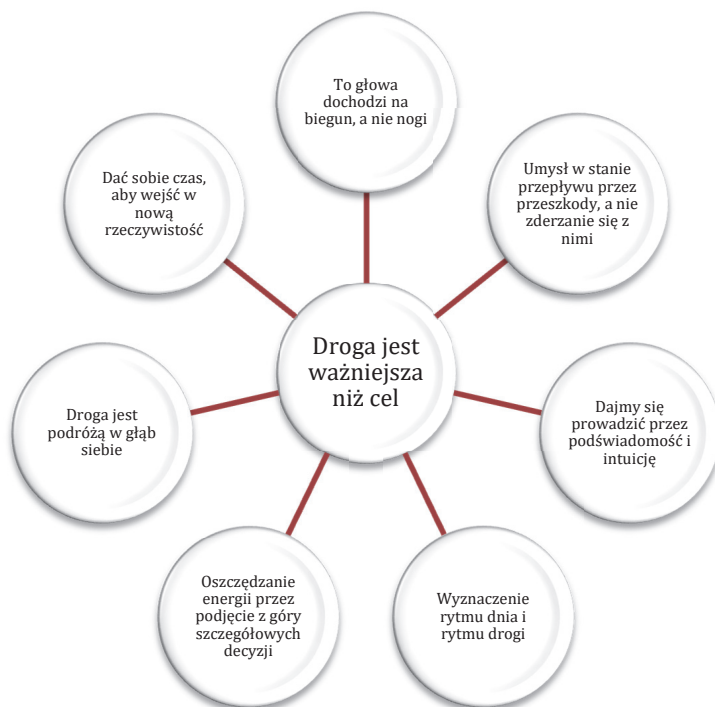 To głowa
dochodzi na
biegun, a nie nogi
Umysł w stanie
przepływu przez
przeszkody, a nie
zderzanie się z
nimi
Dajmy się
prowadzić przez
podświadomość i
intuicję
Wyznaczenie
rytmu dnia i
rytmu drogi
Oszczędzanie
energii przez
podjęcie z góry
szczegółowych
decyzji
Droga jest
podróżą w głąb
siebie
Dać sobie czas,
aby wejść w
nową
rzeczywistość
Droga jest
ważniejsza
niż cel